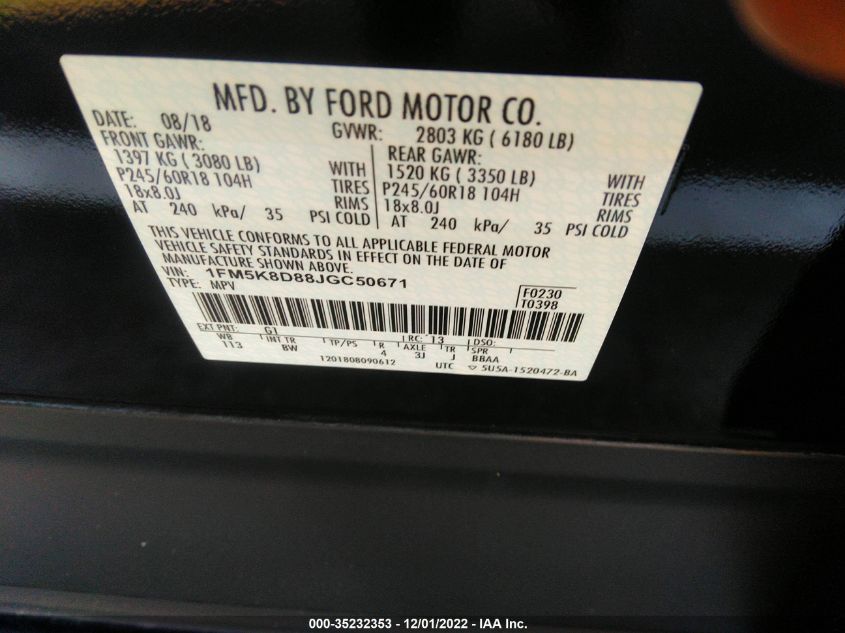 MFD. BY FORD MOTOR CO.
DATE: 08/18 GVWR: 2803 KG ( 6180 LB)
FRONT GAWR: REAR GAWR:
1397 KG ( 3080 LB) WITH 1520 KG ( 3350 LB) WITH
P245/60R18 104H TIRES P245/60R18 104H TIRES
18x8.0J RIMS 18x8.0J RIMS
AT 240 kPa/ 35 PSI COLD AT 240 kPa/ 35 PSI COLD
THIS VEHICLE CONFORMS TO ALL APPLICABLE FEDERAL MOTOR
VEHICLE SAFETY STANDARDS IN EFFECT ON THE DATE OF
MANUFACTURE SHOWN ABOVE.
VIN: 1FM5K8D88JGC50671
TYPE: MPV
F0230
T0398
EXT PNT: G1 RC: 13 DSO:
WB INT TR TP/PS R AXLE TR SPR
113 BW 4 3J J BBAA
1201808090612 UTC ▽ 5U5A-1520472-BA
000-35232353 - 12/01/2022 - IAA Inc.